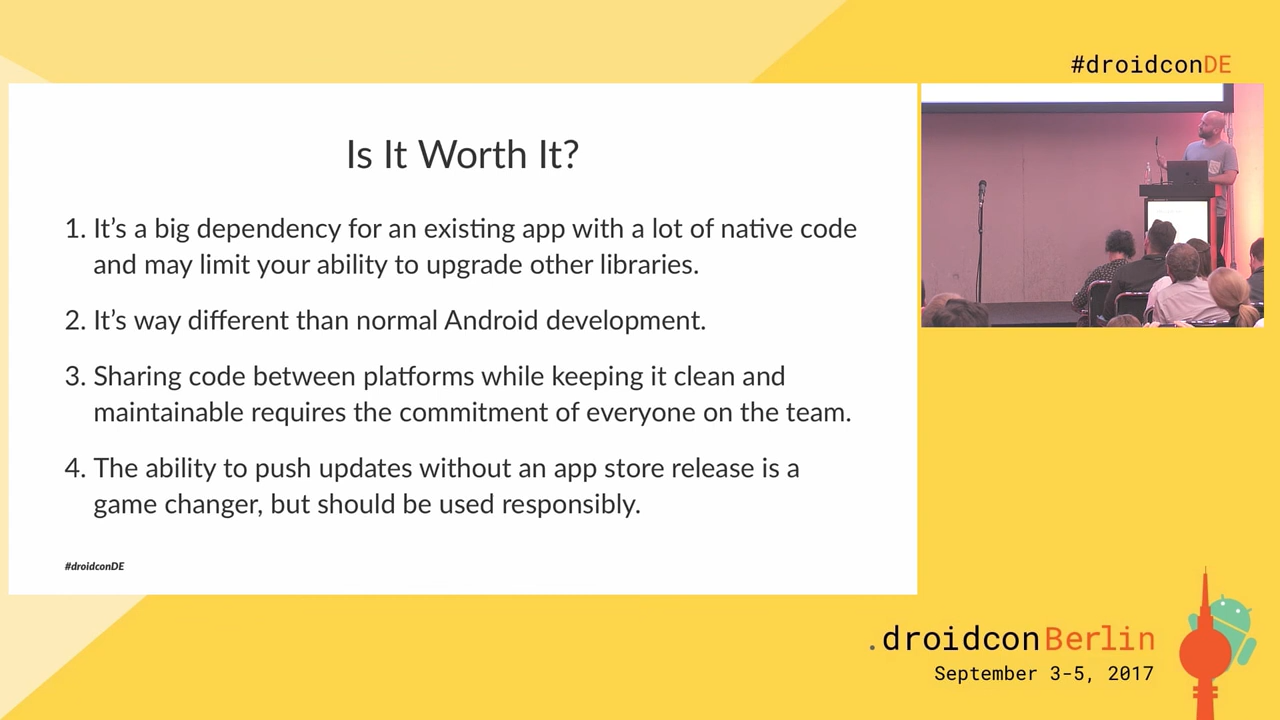 #droidconDE
Is It Worth It?
1. It's a big dependency for an existing app with a lot of native code
and may limit your ability to upgrade other libraries.
2. It's way different than normal Android development.
3. Sharing code between platforms while keeping it clean and
maintainable requires the commitment of everyone on the team.
4. The ability to push updates without an app store release is a
game changer, but should be used responsibly.
#droidconDE
.droidconBerlin
September 3-5, 2017